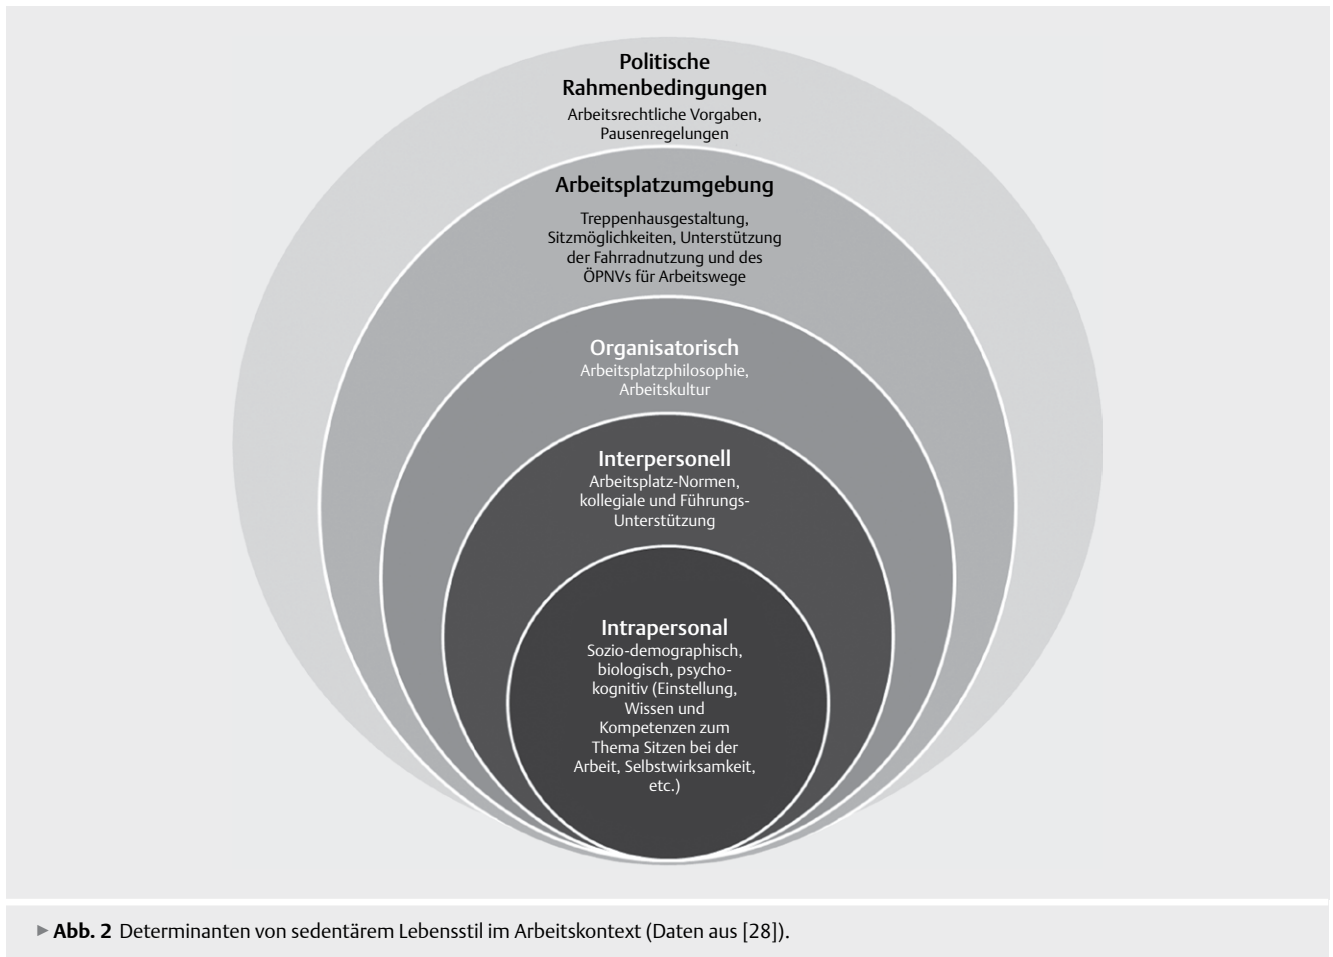 Politische
Rahmenbedingungen
Arbeitsrechtliche Vorgaben,
Pausenregelungen
Arbeitsplatzumgebung
Treppenhausgestaltung,
Sitzmöglichkeiten, Unterstützung
der Fahrradnutzung und des
ÖPNVs für Arbeitswege
Organisatorisch
Arbeitsplatzphilosophie,
Arbeitskultur
Interpersonell
Arbeitsplatz-Normen,
kollegiale und Führungs-
Unterstützung
Intrapersonal
Sozio-demographisch,
biologisch, psycho-
kognitiv (Einstellung,
Wissen und
Kompetenzen zum
Thema Sitzen bei der
Arbeit, Selbstwirksamkeit,
etc.)
▶ Abb. 2 Determinanten von sedentärem Lebensstil im Arbeitskontext (Daten aus [28]).